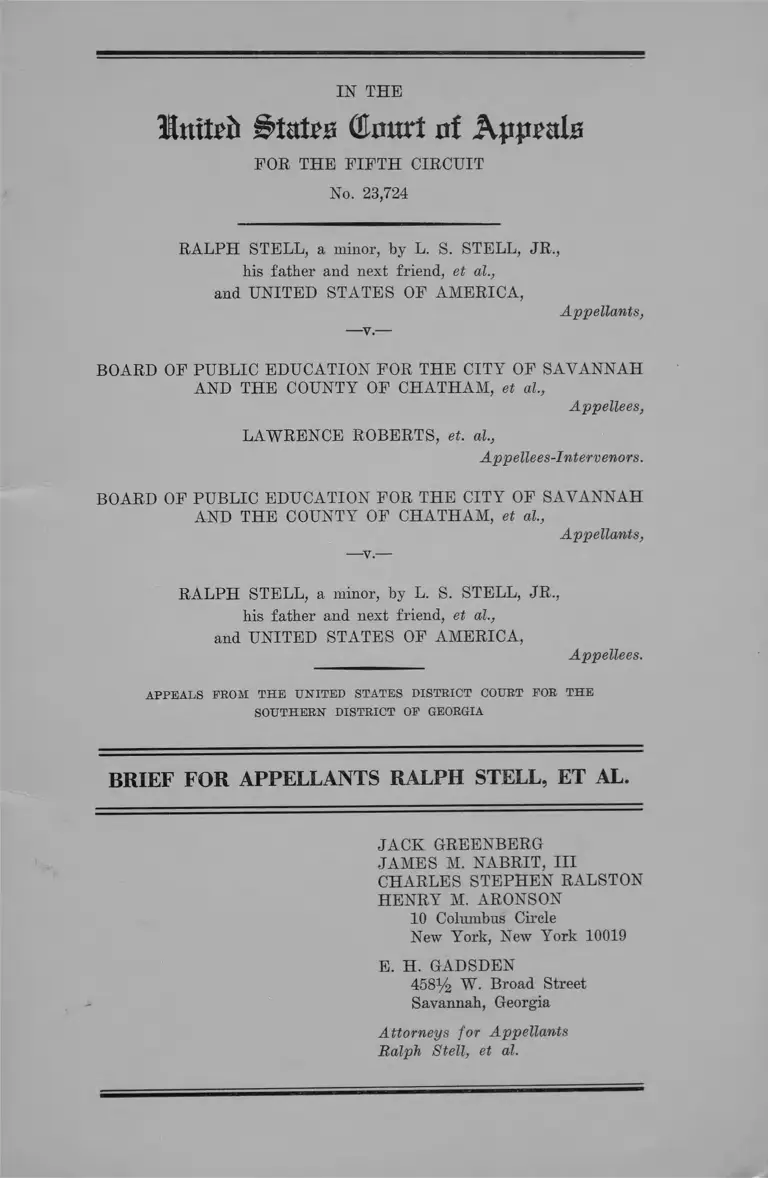 IN THE
United States Court of Appeals
FOR THE FIFTH CIRCUIT
No. 23,724
RALPH STELL, a minor, by L. S. STELL, JR.,
his father and next friend, et al.,
and UNITED STATES OF AMERICA,
Appellants,
—v.—
BOARD OF PUBLIC EDUCATION FOR THE CITY OF SAVANNAH
AND THE COUNTY OF CHATHAM, et al.,
Appellees,
LAWRENCE ROBERTS, et. al.,
Appellees-Intervenors.
BOARD OF PUBLIC EDUCATION FOR THE CITY OF SAVANNAH
AND THE COUNTY OF CHATHAM, et al.,
Appellants,
—v.—
RALPH STELL, a minor, by L. S. STELL, JR.,
his father and next friend, et al.,
and UNITED STATES OF AMERICA,
Appellees.
APPEALS FROM THE UNITED STATES DISTRICT COURT FOR THE
SOUTHERN DISTRICT OF GEORGIA
BRIEF FOR APPELLANTS RALPH STELL, ET AL.
JACK GREENBERG
JAMES M. NABRIT, III
CHARLES STEPHEN RALSTON
HENRY M. ARONSON
10 Columbus Circle
New York, New York 10019
E. H. GADSDEN
458½ W. Broad Street
Savannah, Georgia
Attorneys for Appellants
Ralph Stell, et al.